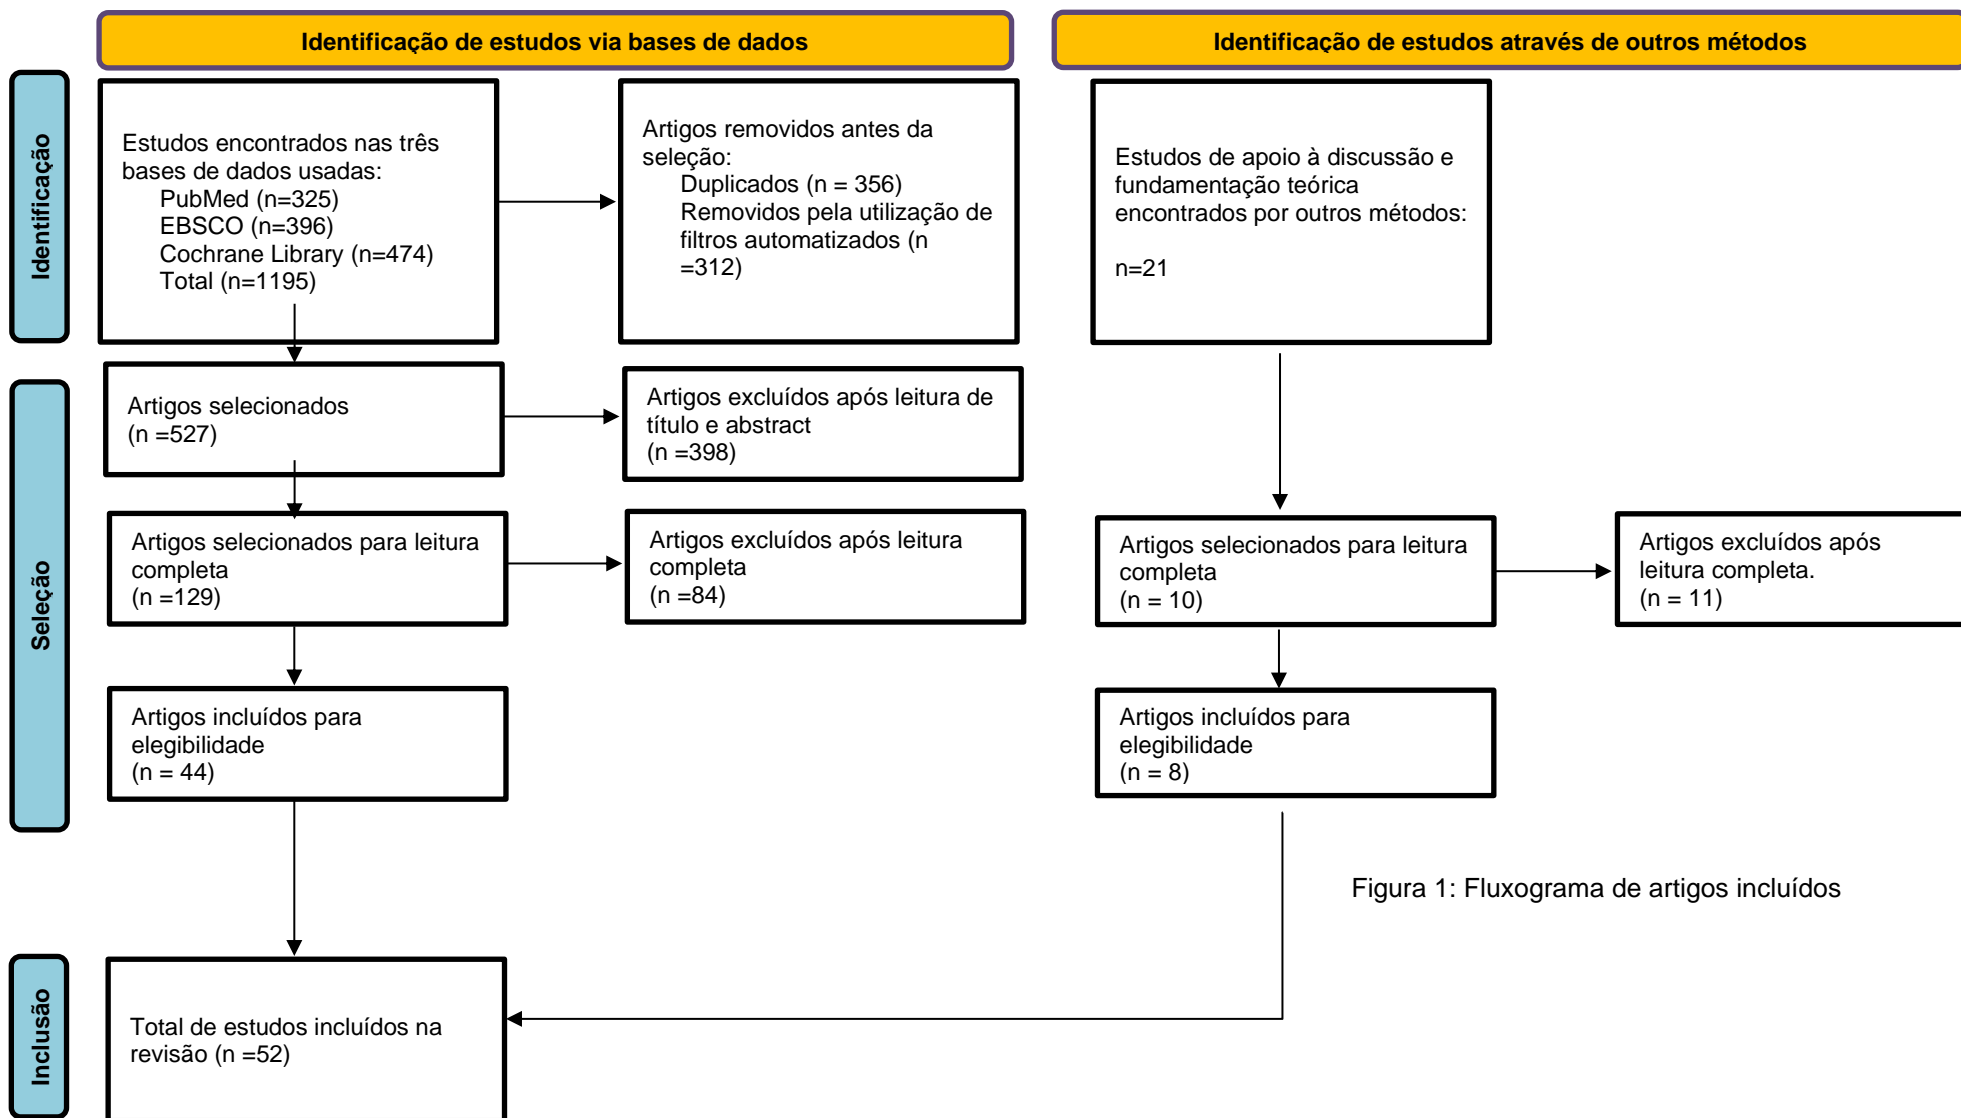 Identificação de estudos via bases de dados
Identificação de estudos através de outros métodos
Identificação
Estudos encontrados nas três
bases de dados usadas:
PubMed (n=325)
EBSCO (n=396)
Cochrane Library (n=474)
Total (n=1195)
Artigos removidos antes da
seleção:
Duplicados (n = 356)
Removidos pela utilização de
filtros automatizados (n
=312)
Estudos de apoio à discussão e
fundamentação teórica
encontrados por outros métodos:
n=21
Seleção
Artigos selecionados
(n =527)
Artigos excluídos após leitura de
título e abstract
(n =398)
Artigos selecionados para leitura
completa
(n =129)
Artigos excluídos após leitura
completa
(n =84)
Artigos selecionados para leitura
completa
(n = 10)
Artigos excluídos após
leitura completa.
(n = 11)
Artigos incluídos para
elegibilidade
(n = 44)
Artigos incluídos para
elegibilidade
(n = 8)
Figura 1: Fluxograma de artigos incluídos
Inclusão
Total de estudos incluídos na
revisão (n =52)